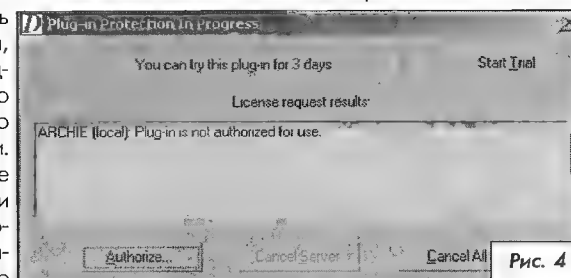 Plug-in Protection In Progress
You can try this plug-in for 3 days
Start Trial
License request results:
ARCHIE (local): Plug-in is not authorized for use.
Authorize...
Cancel Server
Cancel All
Рис. 4